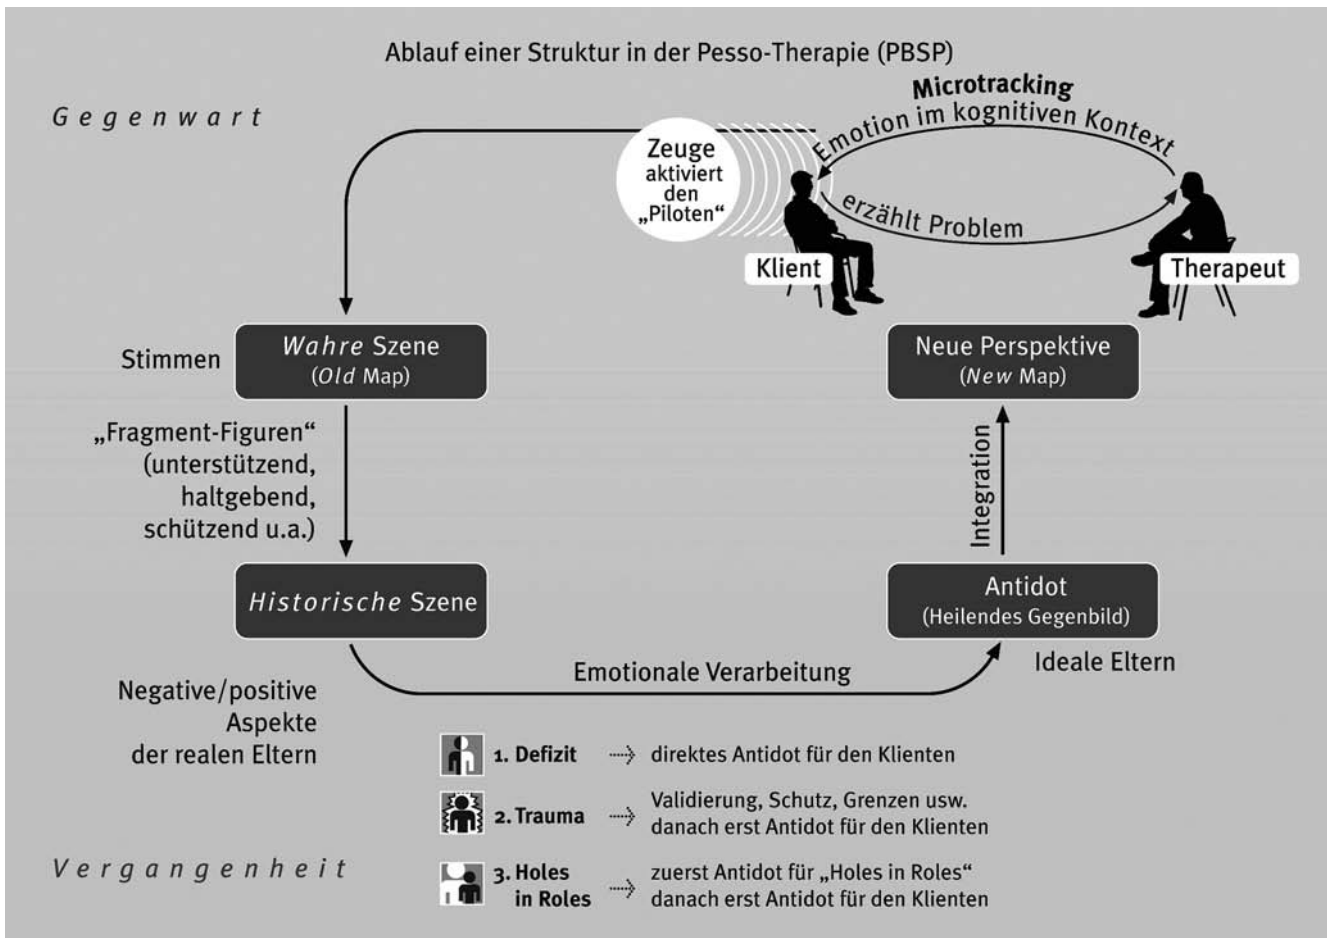 Ablauf einer Struktur in der Pesso-Therapie (PBSP)
Gegenwart
Microtracking
Emotion im kognitiven Kontext
Zeuge
aktiviert
den
„Piloten“
erzählt Problem
Klient
Therapeut
Stimmen
Wahre Szene
(Old Map)
Neue Perspektive
(New Map)
„Fragment-Figuren“
(unterstützend,
haltgebend,
schützend u.a.)
Integration
Historische Szene
Antidot
(Heilendes Gegenbild)
Emotionale Verarbeitung
Ideale Eltern
Negative/positive
Aspekte
der realen Eltern
1. Defizit direktes Antidot für den Klienten
2. Trauma Validierung, Schutz, Grenzen usw.
danach erst Antidot für den Klienten
Vergangenheit
3. Holes zuerst Antidot für „Holes in Roles“
in Roles danach erst Antidot für den Klienten